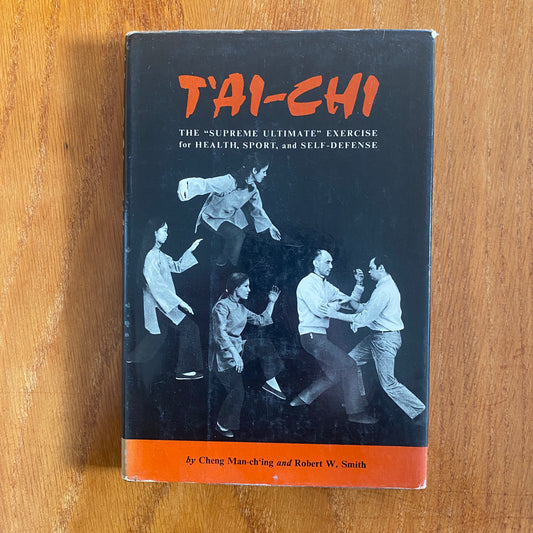 T'AI-CHI
THE "SUPREME ULTIMATE" EXERCISE
for HEALTH, SPORT, and SELF-DEFENSE
by Cheng Man-ch'ing and Robert W. Smith